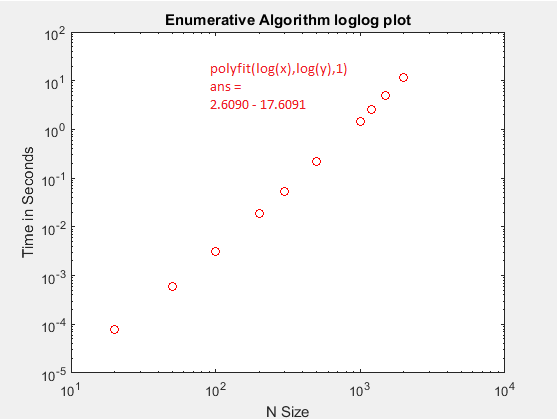 Enumerative Algorithm loglog plot
polyfit(log(x),log(y),1)
ans =
2.6090 - 17.6091
Time in Seconds
10^2
10^1
10^0
10^-1
10^-2
10^-3
10^-4
10^-5
10^1 10^2 10^3 10^4
N Size